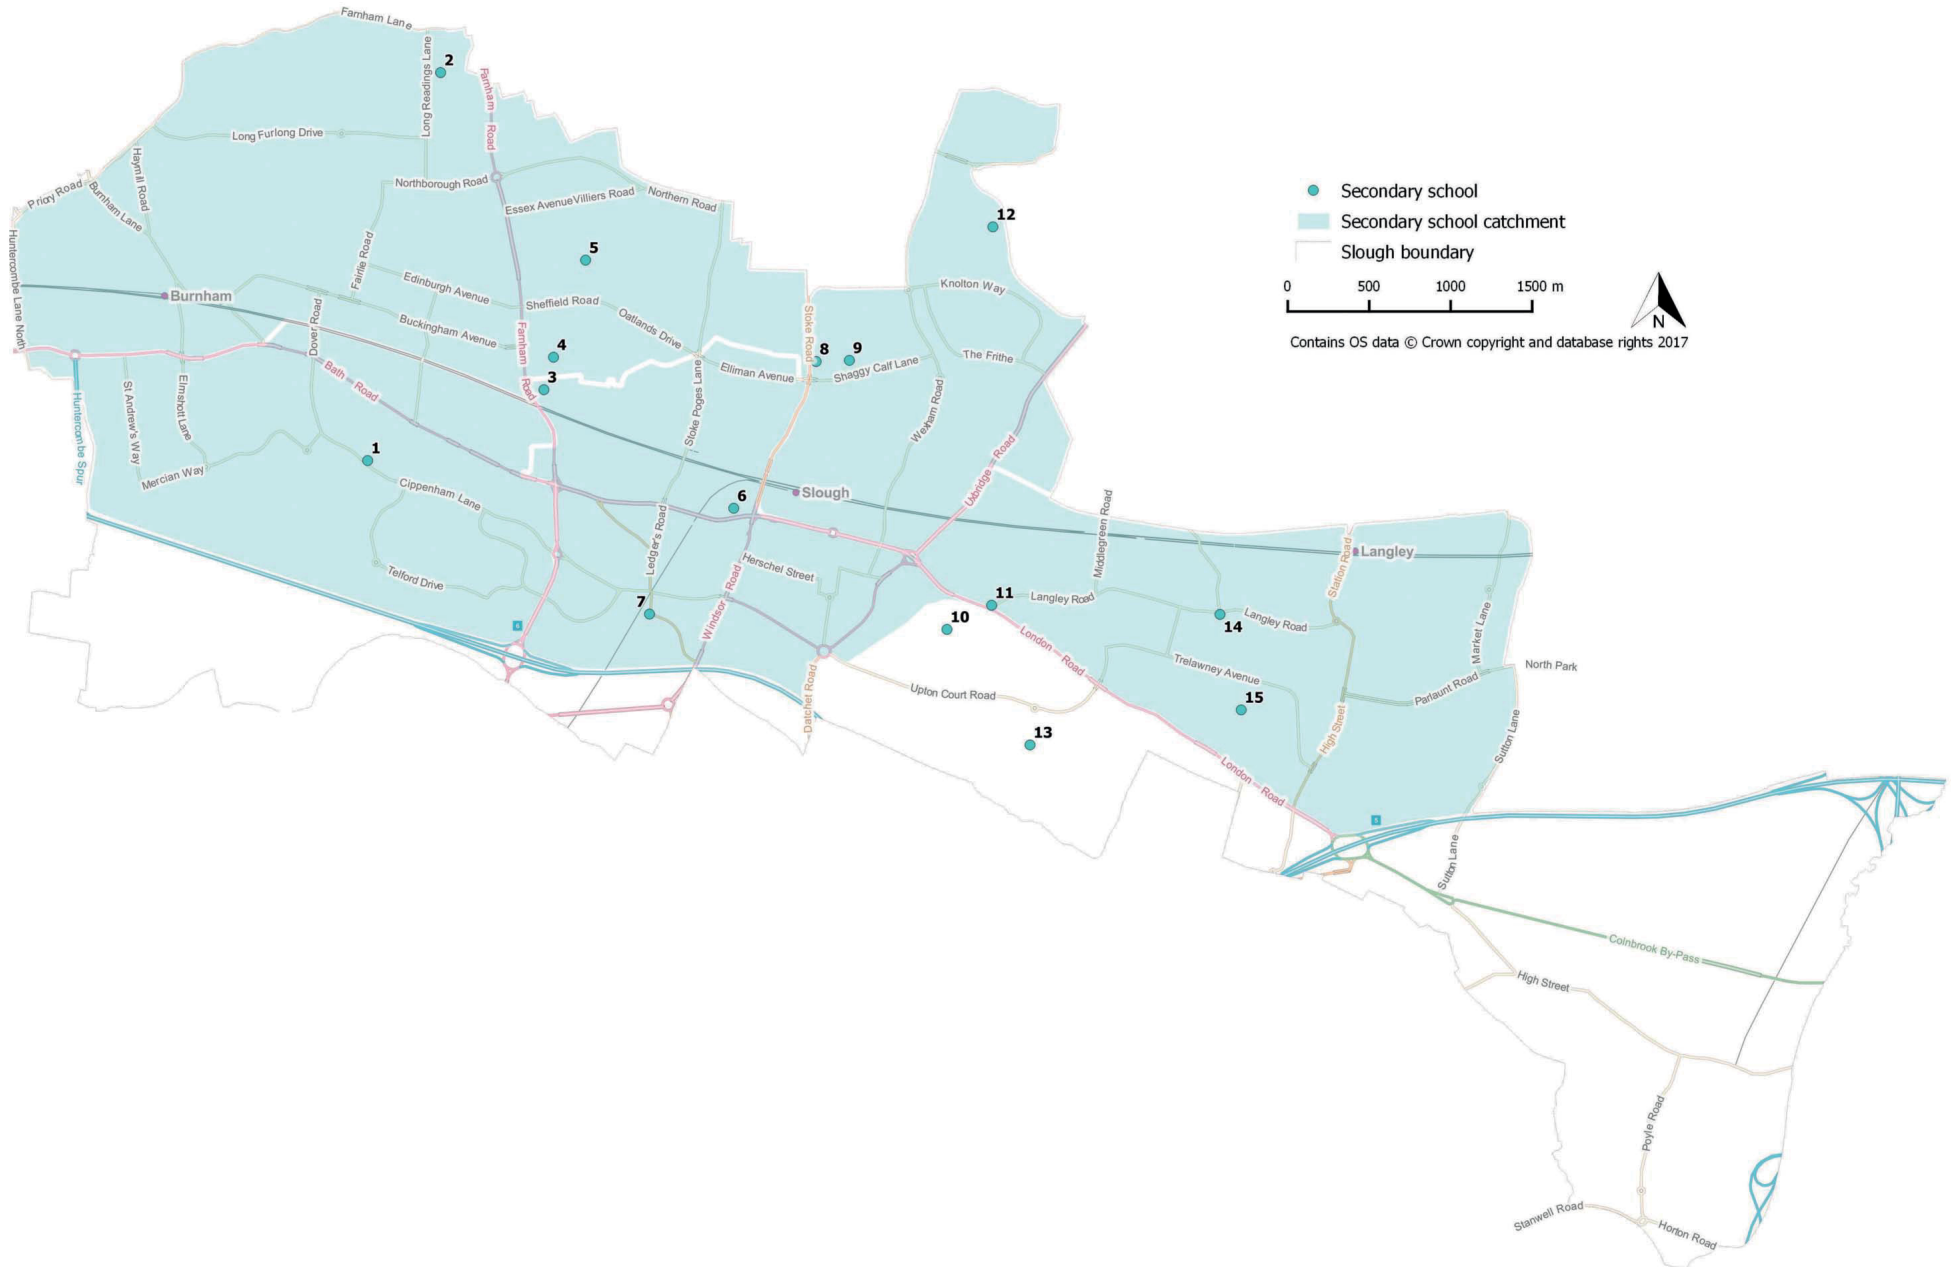 Farnham Lane
2
Long Readings Lane
Farnham Road
Long Furlong Drive
Haymill Road
Priory Road
Burnham Lane
Northborough Road
Essex Avenue
Villiers Road
Northern Road
12
Secondary school
Secondary school catchment
Slough boundary
0 500 1000 1500 m
N
Contains OS data © Crown copyright and database rights 2017
Huntercombe Lane North
Fairlie Road
5
Burnham
Edinburgh Avenue
Sheffield Road
Knolton Way
Dover Road
Buckingham Avenue
Farnham Road
Oatlands Drive
Stoke Road
4
8
9
The Frithe
Elliman Avenue
Shaggy Calf Lane
Bath Road
3
St Andrew's Way
Elmshott Lane
Huntercombe Spur
Stoke Poges Lane
Wexham Road
1
Mercian Way
Cippenham Lane
Uxbridge Road
6
Slough
Ledger's Road
Middlegreen Road
Herschel Street
Telford Drive
Station Road
Langley
7
Windsor Road
11
Langley Road
10
14
Langley Road
6
London Road
Market Lane
Trelawney Avenue
North Park
Datchet Road
Upton Court Road
15
Parlaunt Road
High Street
Sutton Lane
13
London Road
5
Sutton Lane
Colnbrook By-Pass
High Street
Poyle Road
Stanwell Road
Horton Road